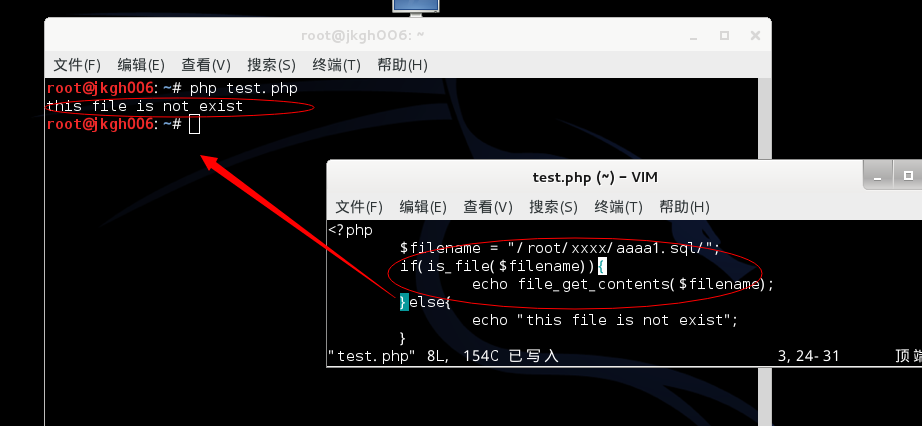 root@jkgh006: ~
文件(F) 编辑(E) 查看(V) 搜索(S) 终端(T) 帮助(H)
root@jkgh006:~# php test.php
this file is not exist
root@jkgh006:~#
test.php (~) - VIM
文件(F) 编辑(E) 查看(V) 搜索(S) 终端(T) 帮助(H)
<?php
$filename = "/root/xxxx/aaaa1.sql/";
if(is_file($filename)){
echo file_get_contents($filename);
}else{
echo "this file is not exist";
}
"test.php" 8L, 154C 已写入 3,24-31 顶端